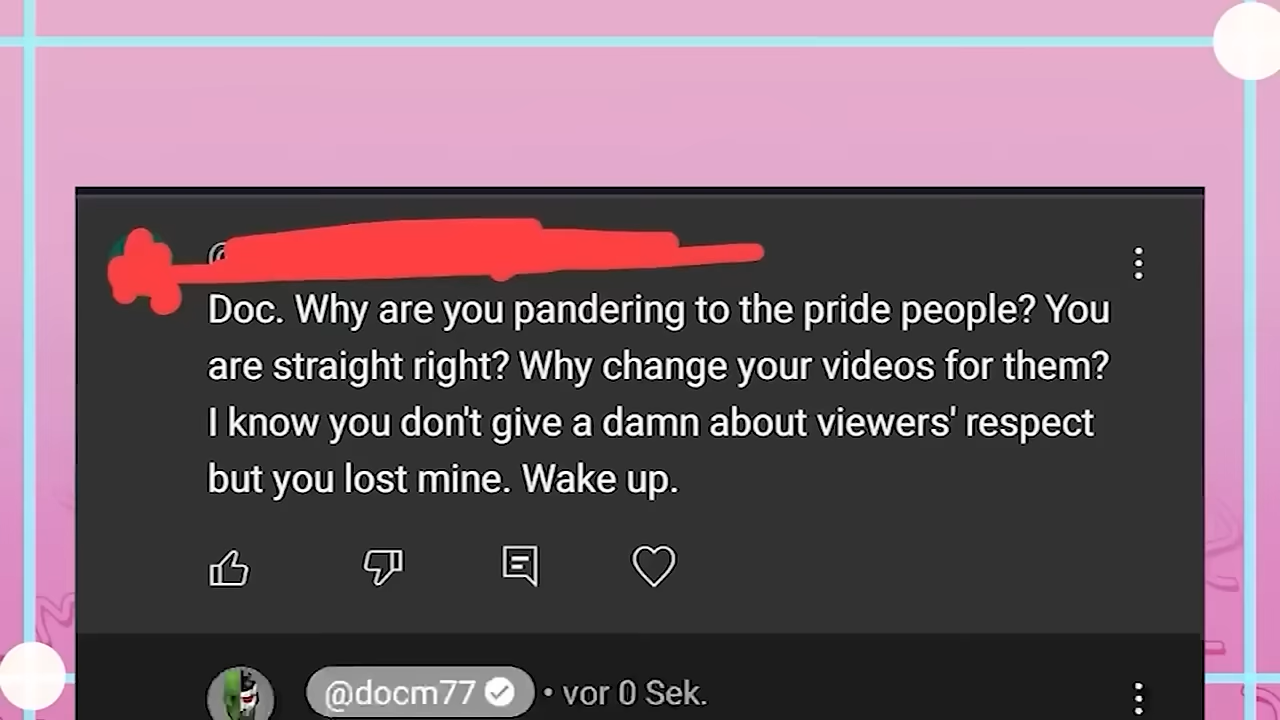 @
Doc. Why are you pandering to the pride people? You
are straight right? Why change your videos for them?
I know you don't give a damn about viewers' respect
but you lost mine. Wake up.
@docm77 • vor 0 Sek.